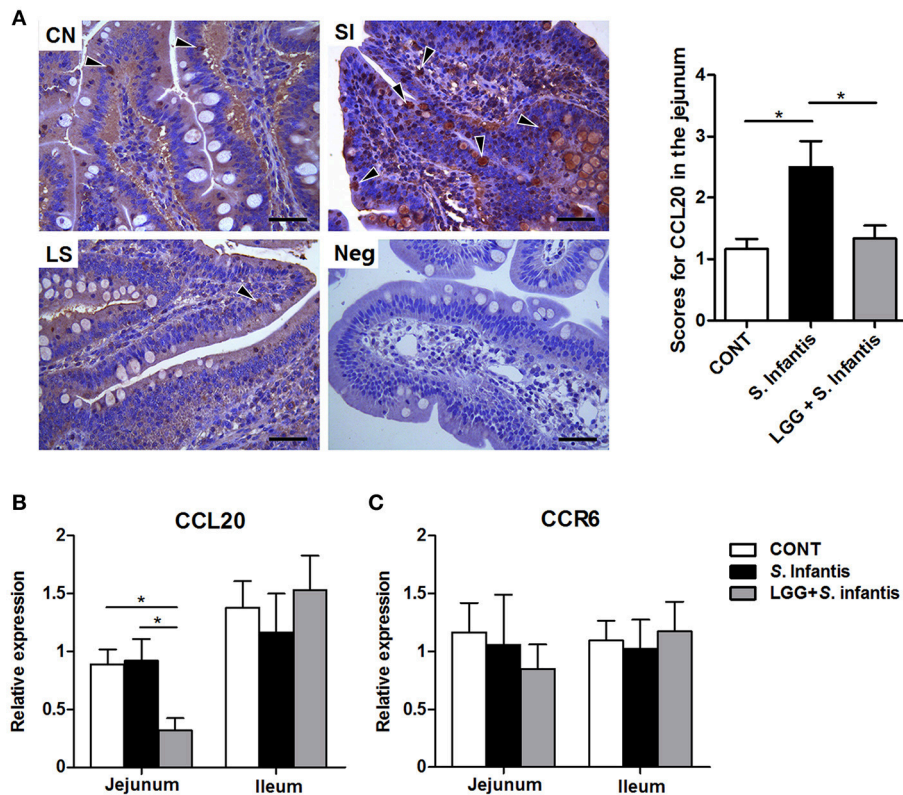 A
CN
SI
LS
Neg
Scores for CCL20 in the jejunum
4
3
2
1
0
*
*
CONT
S. Infantis
LGG + S. Infantis
B
CCL20
Relative expression
2
1.5
1
0.5
0
*
*
Jejunum
Ileum
C
CCR6
Relative expression
2
1.5
1
0.5
0
Jejunum
Ileum
CONT
S. Infantis
LGG+S. infantis